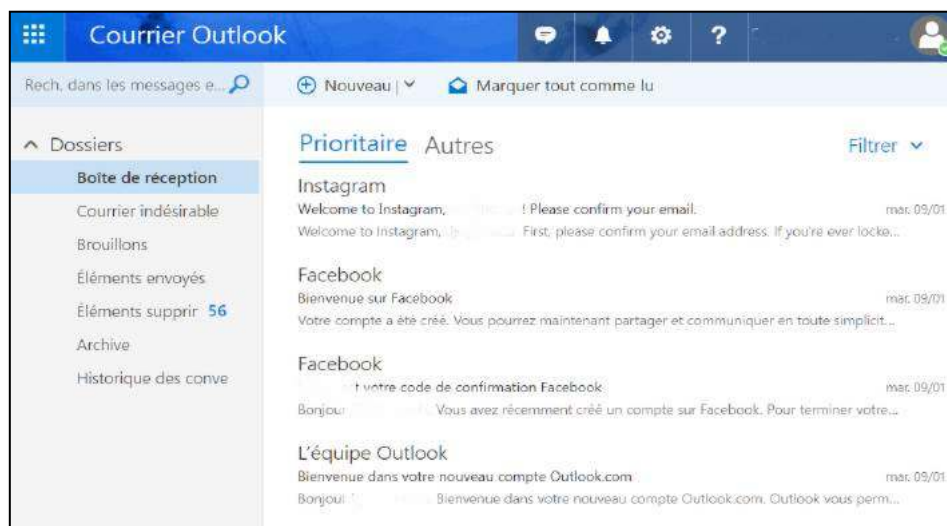 Courrier Outlook
?
Rech. dans les messages e...
Nouveau
Marquer tout comme lu
Dossiers
Boîte de réception
Courrier indésirable
Brouillons
Éléments envoyés
Éléments supprir 56
Archive
Historique des conve
Prioritaire Autres
Filtrer
Instagram
Welcome to Instagram, ! Please confirm your email. mar. 09/01
Welcome to Instagram, First, please confirm your email address. If you're ever locke...
Facebook
Bienvenue sur Facebook mar. 09/01
Votre compte a été créé. Vous pourrez maintenant partager et communiquer en toute simplicit...
Facebook
t votre code de confirmation Facebook mar. 09/01
Bonjou Vous avez récemment créé un compte sur Facebook. Pour terminer votre...
L'équipe Outlook
Bienvenue dans votre nouveau compte Outlook.com mar. 09/01
Bonjou Bienvenue dans votre nouveau compte Outlook.com. Outlook vous perm...